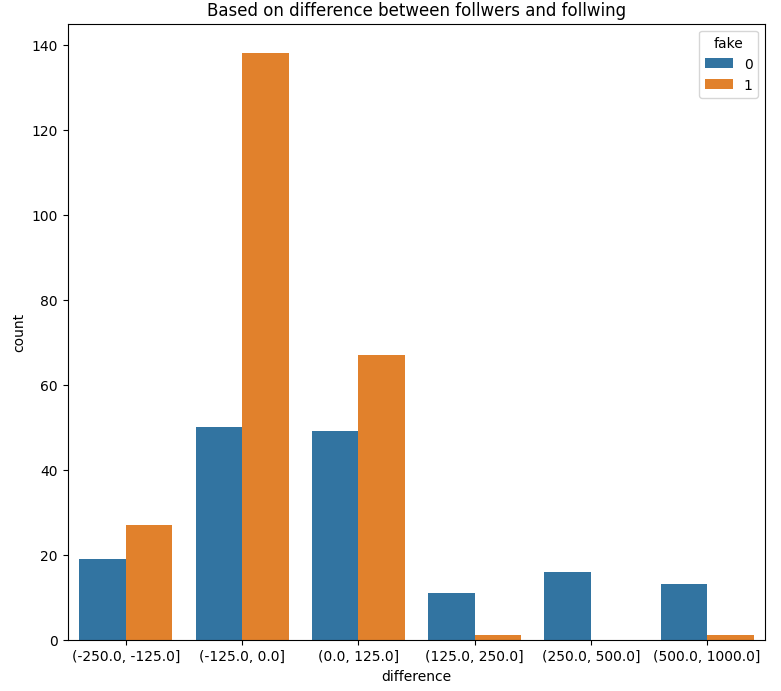 Based on difference between follwers and follwing
fake
0
1
140
120
100
80
60
40
20
0
count
(-250.0, -125.0] (-125.0, 0.0] (0.0, 125.0] (125.0, 250.0] (250.0, 500.0] (500.0, 1000.0]
difference